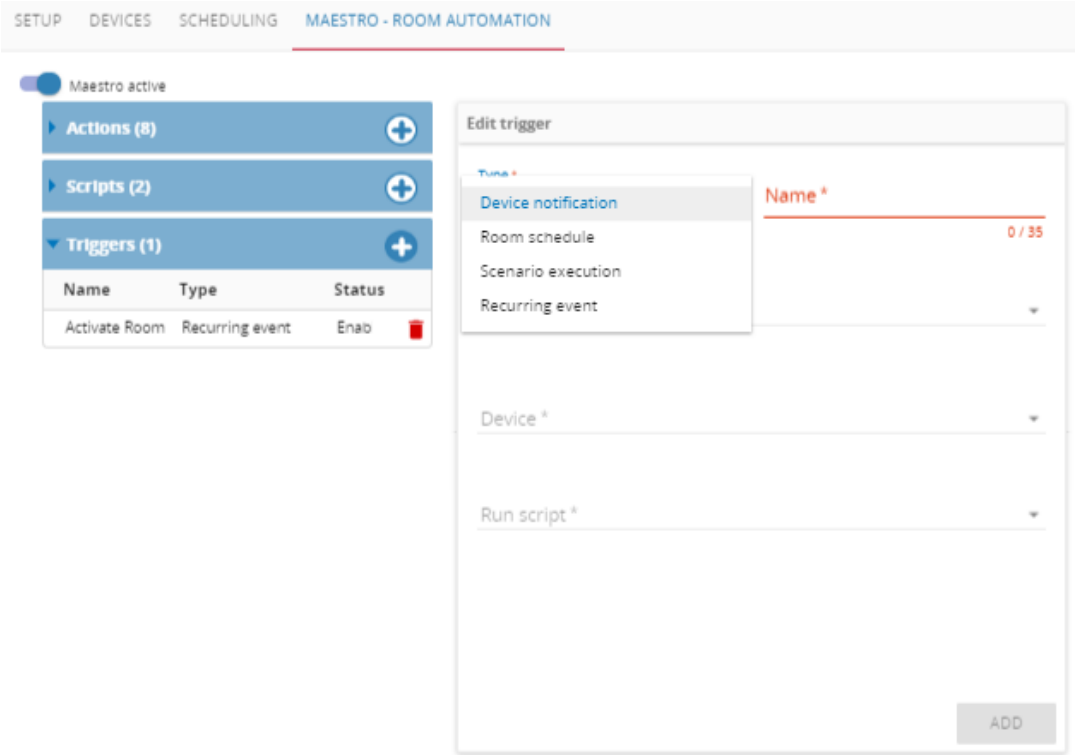 SETUP DEVICES SCHEDULING MAESTRO - ROOM AUTOMATION
Maestro active
Actions (8)
Scripts (2)
Triggers (1)
Name Type Status
Activate Room Recurring event Enab
Edit trigger
Type *
Device notification
Room schedule
Scenario execution
Recurring event
Name *
0 / 35
Device *
Run script *
ADD